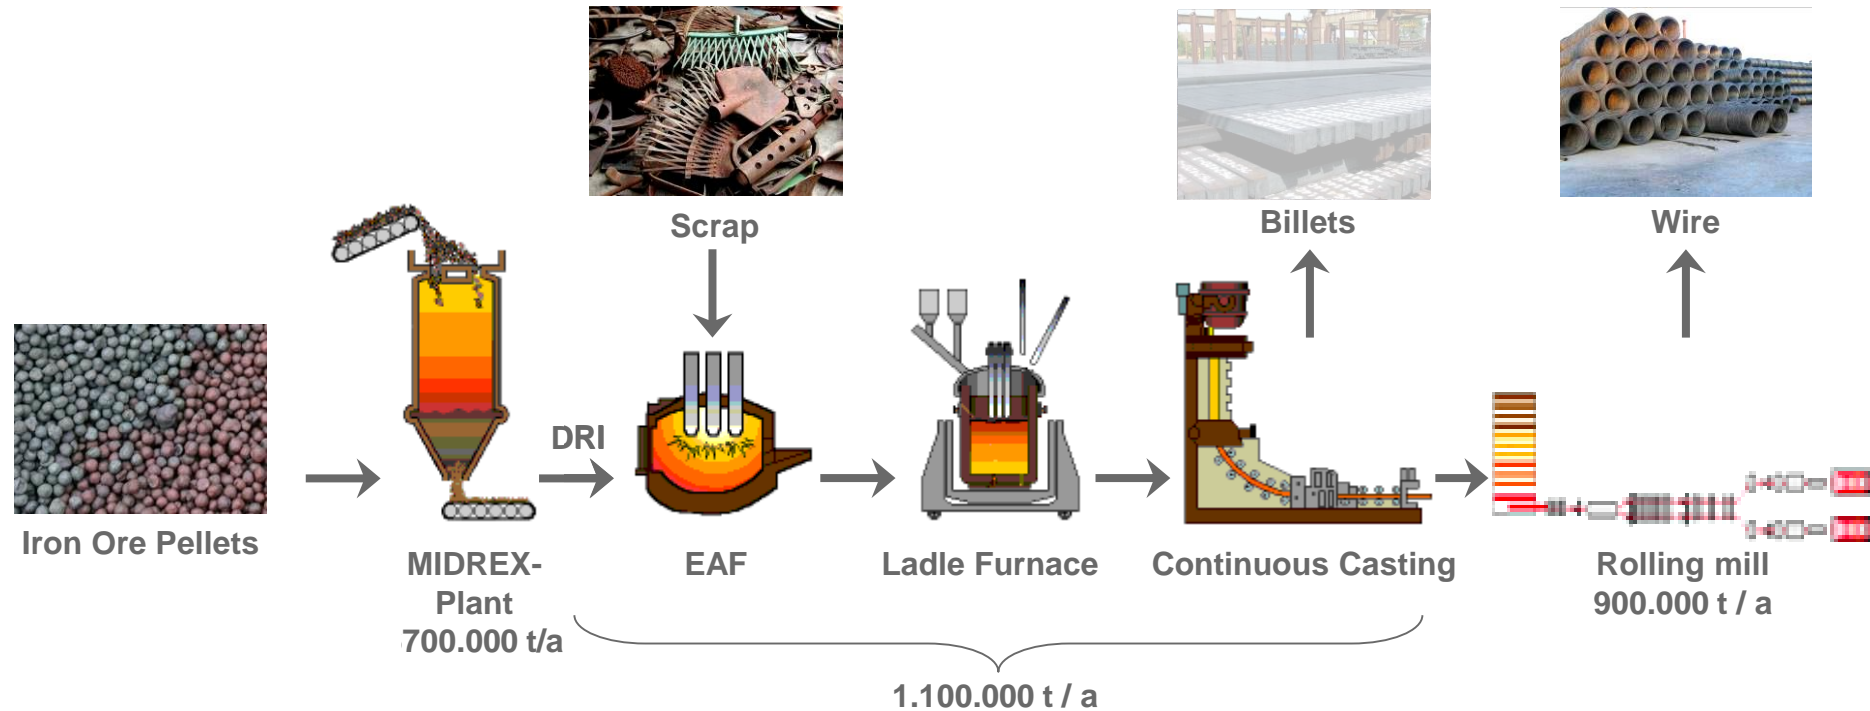 Scrap
Billets
Wire
DRI
Iron Ore Pellets
MIDREX-
Plant
700.000 t/a
EAF
Ladle Furnace
Continuous Casting
Rolling mill
900.000 t / a
1.100.000 t / a